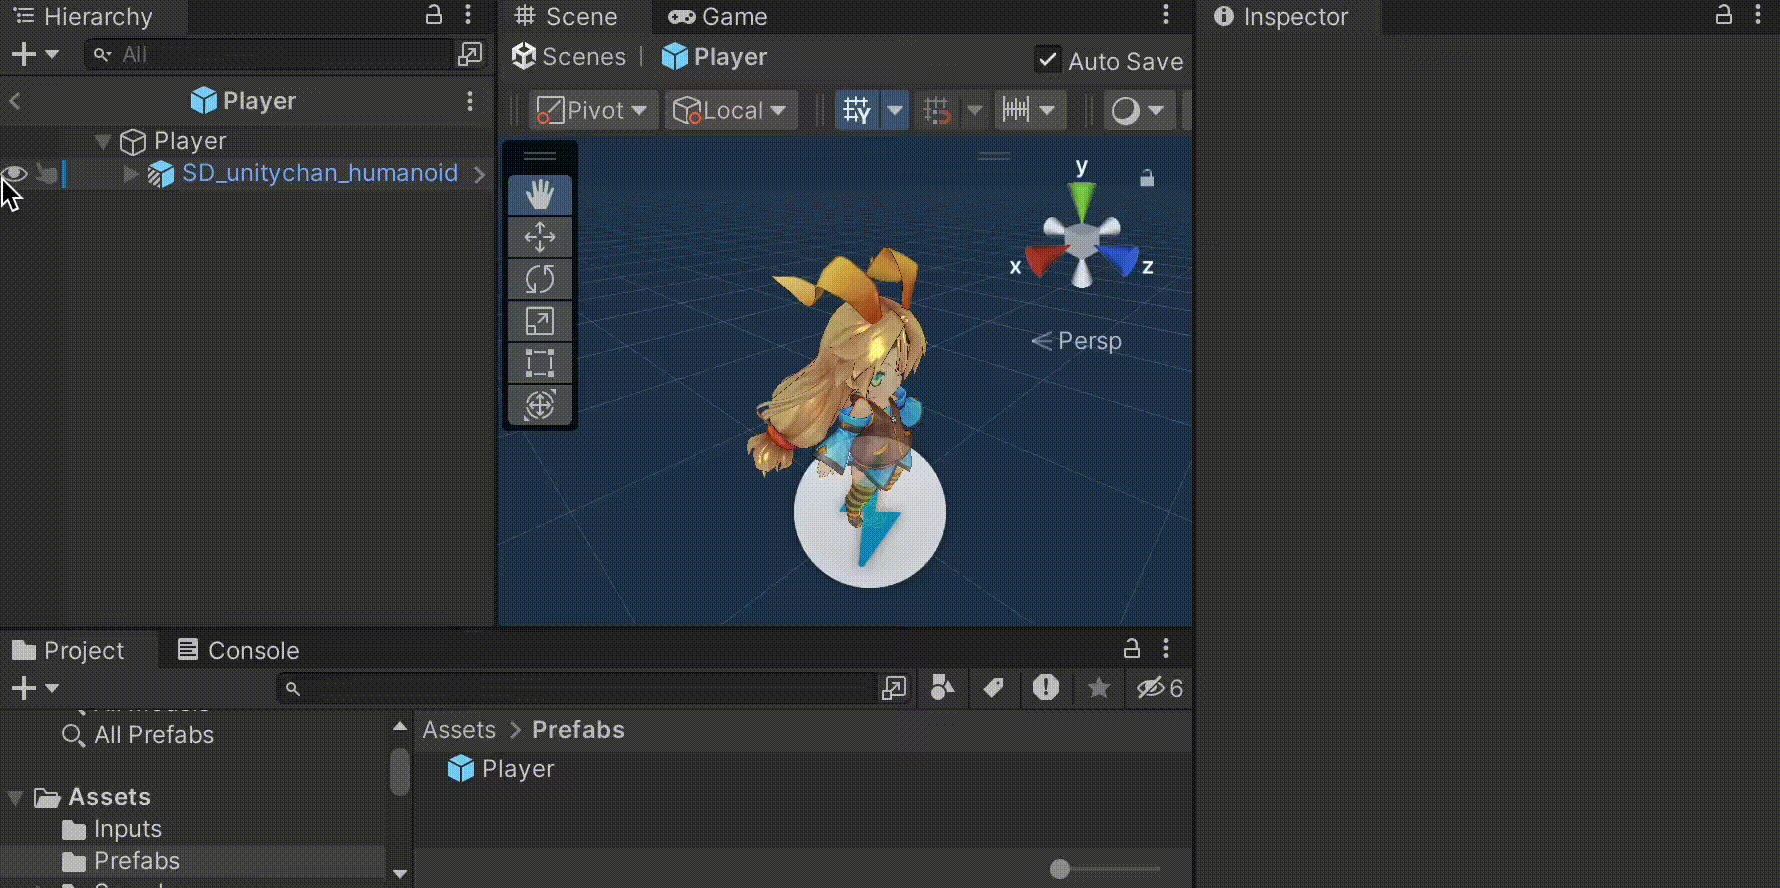 Hierarchy
All
Player
Player
SD_unitychan_humanoid
Scene
Game
Scenes
Player
Auto Save
Pivot
Local
y
x
z
Persp
Inspector
Project
Console
6
All Prefabs
Assets
Inputs
Prefabs
Assets > Prefabs
Player